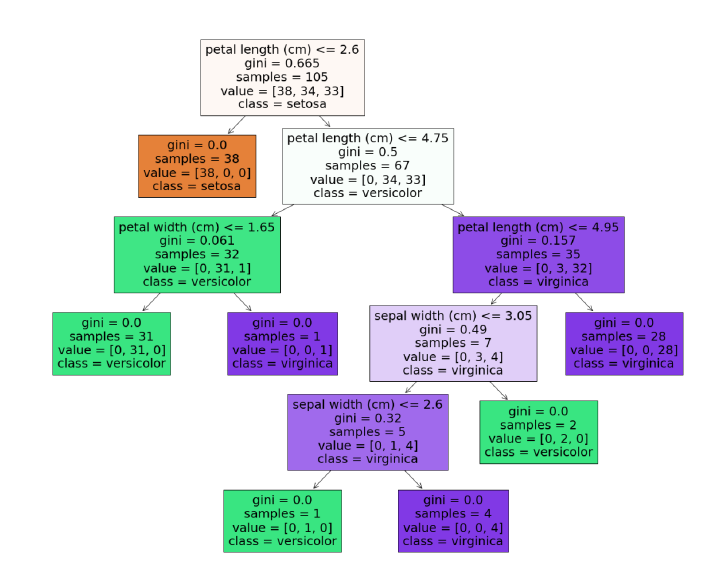 petal length (cm) <= 2.6
gini = 0.665
samples = 105
value = [38, 34, 33]
class = setosa
gini = 0.0
samples = 38
value = [38, 0, 0]
class = setosa
petal length (cm) <= 4.75
gini = 0.5
samples = 67
value = [0, 34, 33]
class = versicolor
petal width (cm) <= 1.65
gini = 0.061
samples = 32
value = [0, 31, 1]
class = versicolor
petal length (cm) <= 4.95
gini = 0.157
samples = 35
value = [0, 3, 32]
class = virginica
gini = 0.0
samples = 31
value = [0, 31, 0]
class = versicolor
gini = 0.0
samples = 1
value = [0, 0, 1]
class = virginica
sepal width (cm) <= 3.05
gini = 0.49
samples = 7
value = [0, 3, 4]
class = virginica
gini = 0.0
samples = 28
value = [0, 0, 28]
class = virginica
sepal width (cm) <= 2.6
gini = 0.32
samples = 5
value = [0, 1, 4]
class = virginica
gini = 0.0
samples = 2
value = [0, 2, 0]
class = versicolor
gini = 0.0
samples = 1
value = [0, 1, 0]
class = versicolor
gini = 0.0
samples = 4
value = [0, 0, 4]
class = virginica